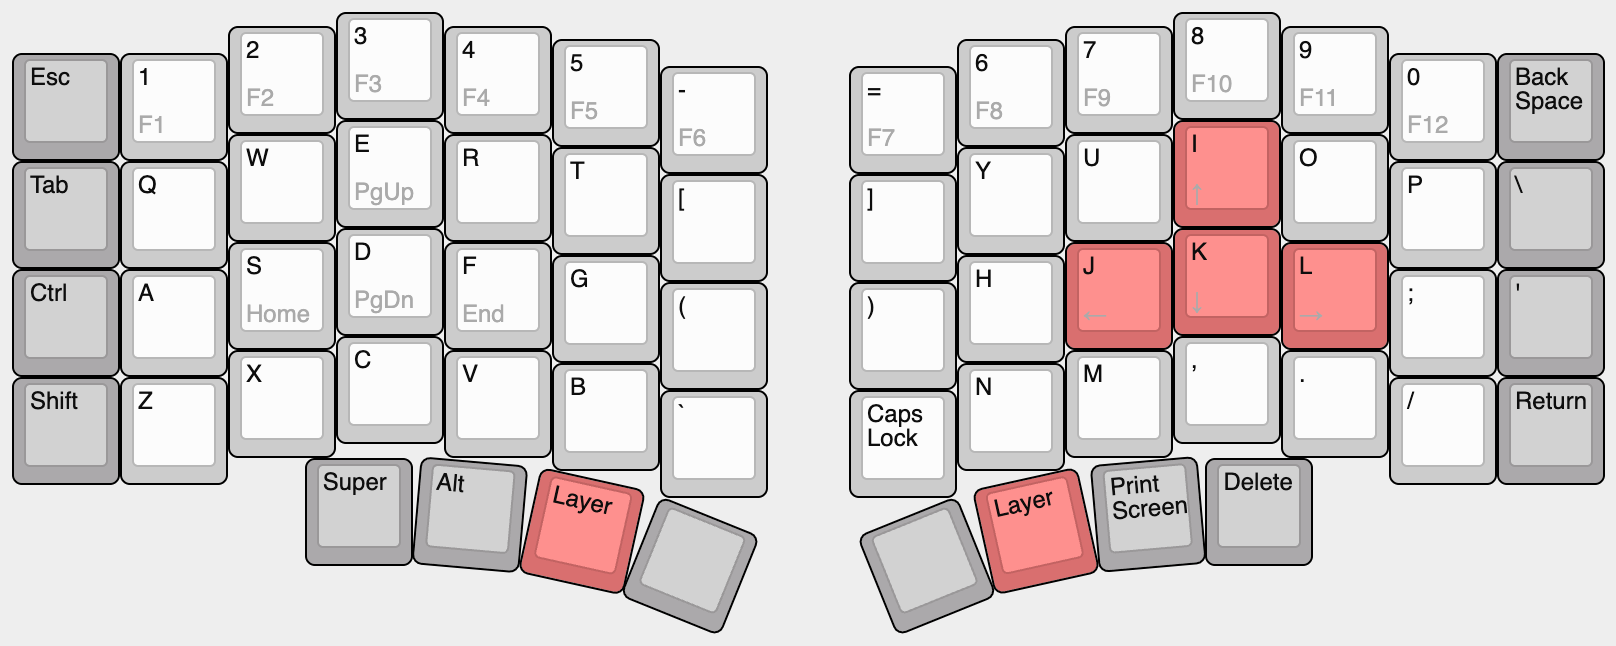 Esc
1
F1
2
F2
3
F3
4
F4
5
F5
-
F6
=
F7
6
F8
7
F9
8
F10
9
F11
0
F12
Back
Space
Tab
Q
W
E
PgUp
R
T
[
]
Y
U
I
↑
O
P
\
Ctrl
A
S
Home
D
PgDn
F
End
G
(
)
H
J
←
K
↓
L
→
;
'
Shift
Z
X
C
V
B
`
Caps
Lock
N
M
,
.
/
Return
Super
Alt
Layer
Layer
Print
Screen
Delete